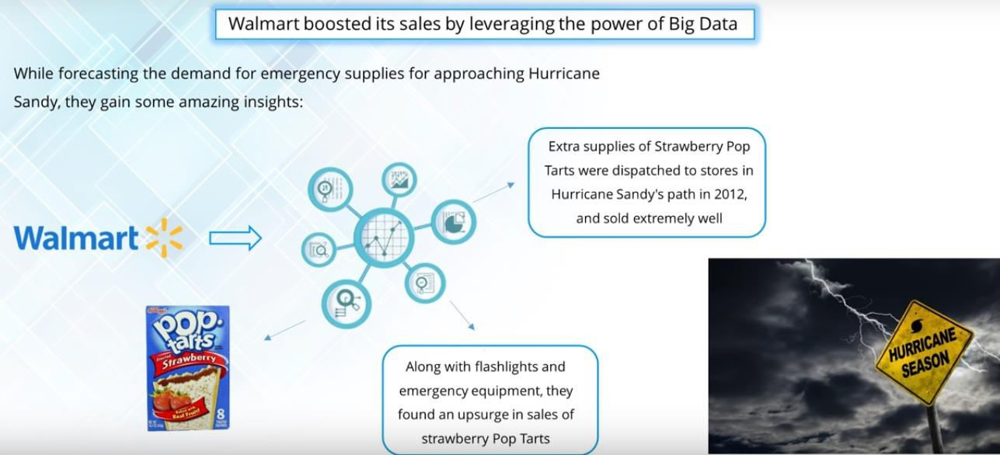 Walmart boosted its sales by leveraging the power of Big Data
While forecasting the demand for emergency supplies for approaching Hurricane
Sandy, they gain some amazing insights:
Extra supplies of Strawberry Pop
Tarts were dispatched to stores in
Hurricane Sandy's path in 2012,
and sold extremely well
Walmart
Kellogg's
POP.
tarts
Frosted
Strawberry
Baked with
Real Fruit!
8
Along with flashlights and
emergency equipment, they
found an upsurge in sales of
strawberry Pop Tarts
HURRICANE
SEASON